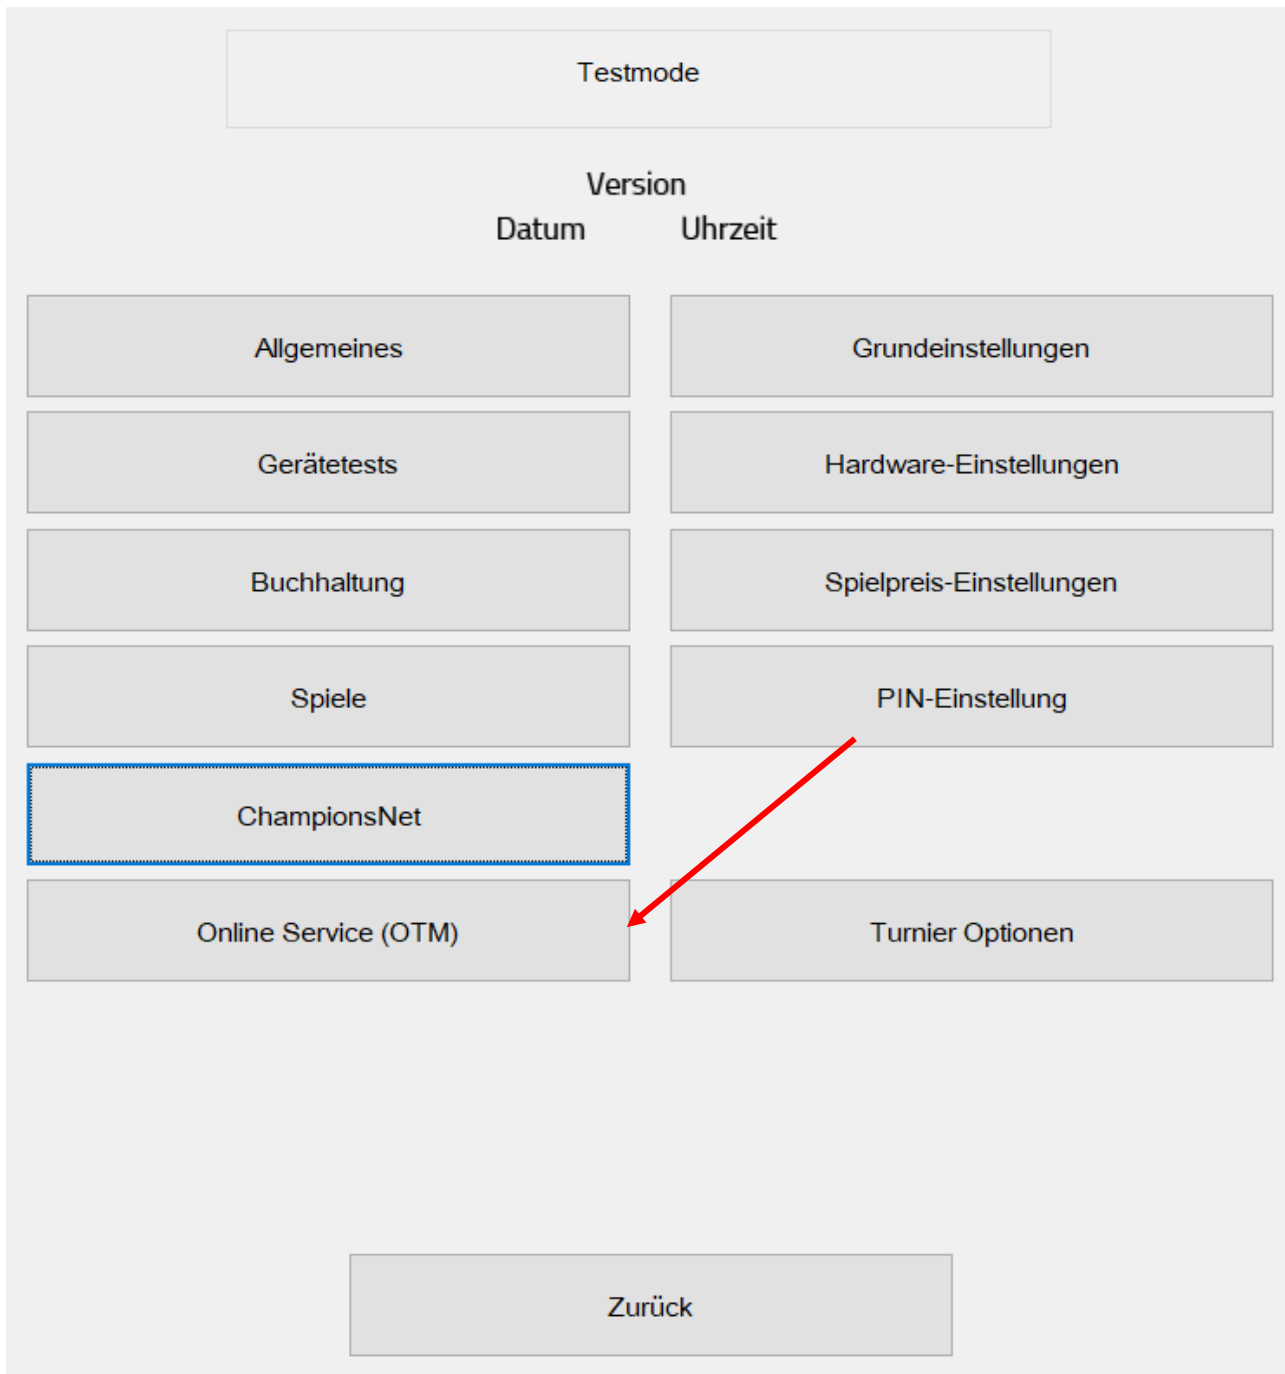 Testmode
Version
Datum Uhrzeit
Allgemeines Grundeinstellungen
Gerätetests Hardware-Einstellungen
Buchhaltung Spielpreis-Einstellungen
Spiele PIN-Einstellung
ChampionsNet
Online Service (OTM) Turnier Optionen
Zurück